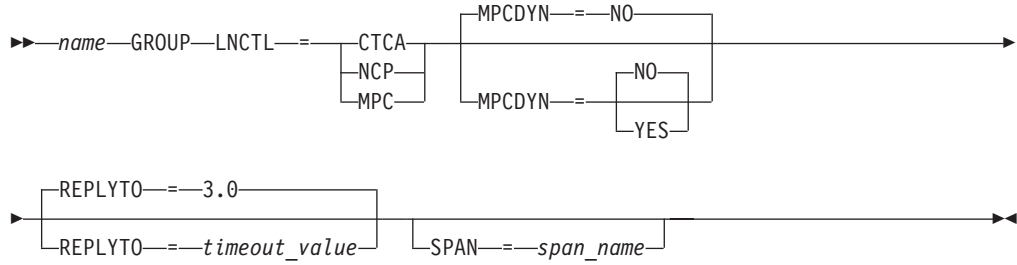 MPCDYN = NO
name GROUP LNCTL = CTCA
NCP
MPC
NO
MPCDYN =
YES
REPLYTO = 3.0
REPLYTO = timeout_value
SPAN = span_name